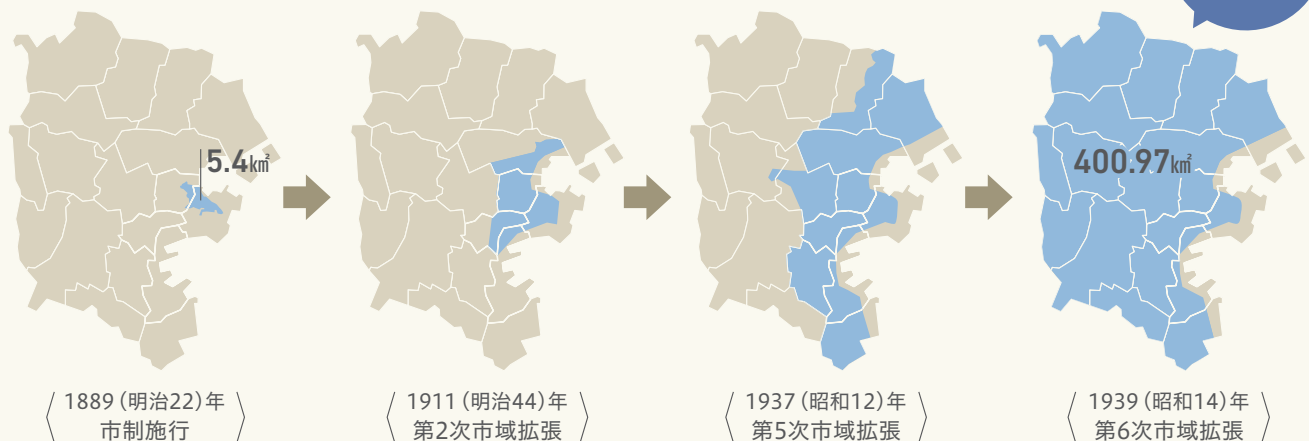 5.4㎢
400.97㎢
1889（明治22）年
市制施行
1911（明治44）年
第2次市域拡張
1937（昭和12）年
第5次市域拡張
1939（昭和14）年
第6次市域拡張